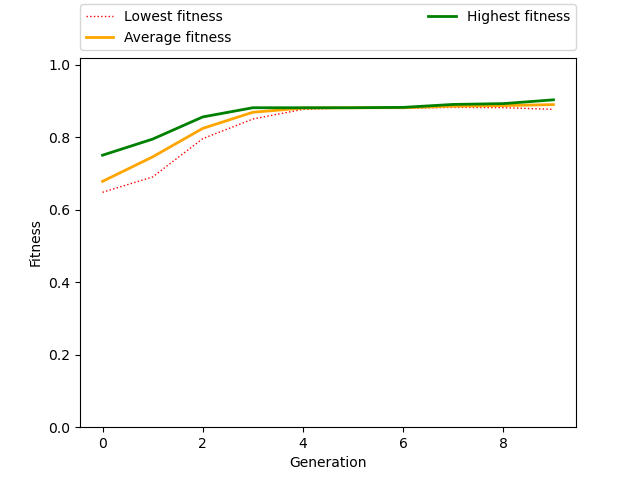 Lowest fitness
Average fitness
Highest fitness
1.0
0.8
0.6
0.4
0.2
0.0
Fitness
0 2 4 6 8
Generation